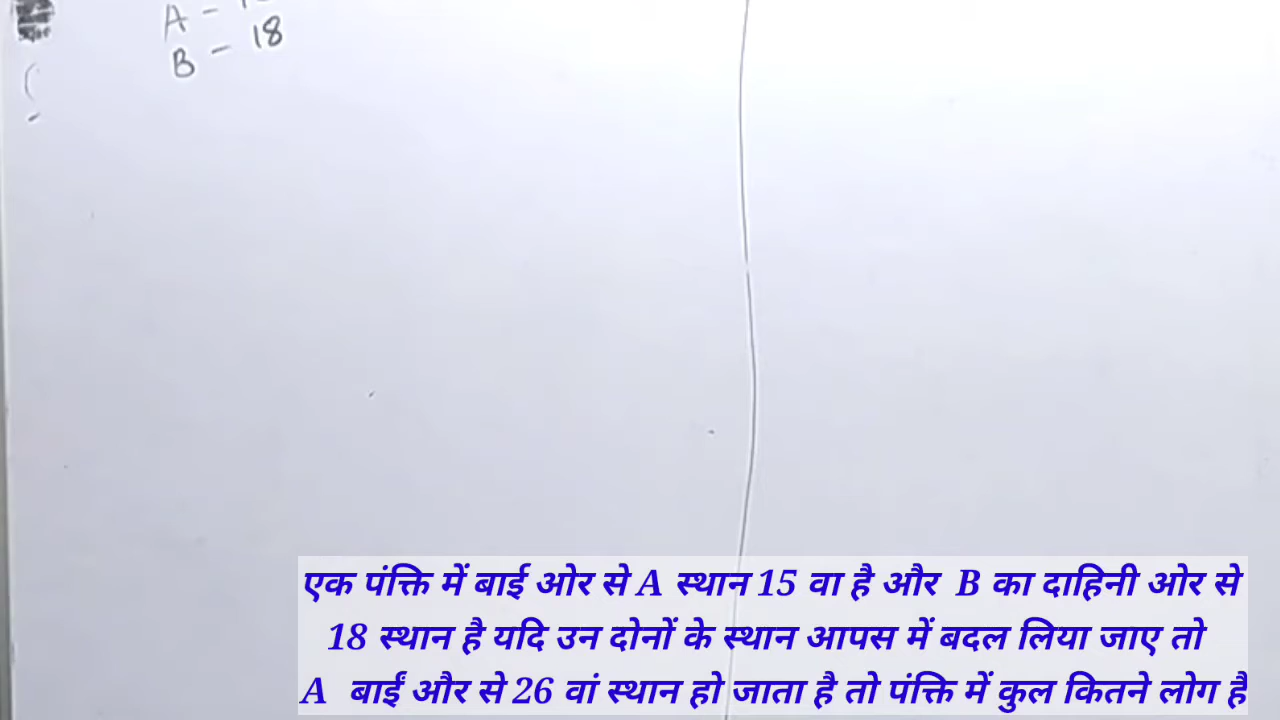 A -
B - 18
एक पंक्ति में बाई ओर से A स्थान 15 वा है और B का दाहिनी ओर से
18 स्थान है यदि उन दोनों के स्थान आपस में बदल लिया जाए तो
A बाईं और से 26 वां स्थान हो जाता है तो पंक्ति में कुल कितने लोग है